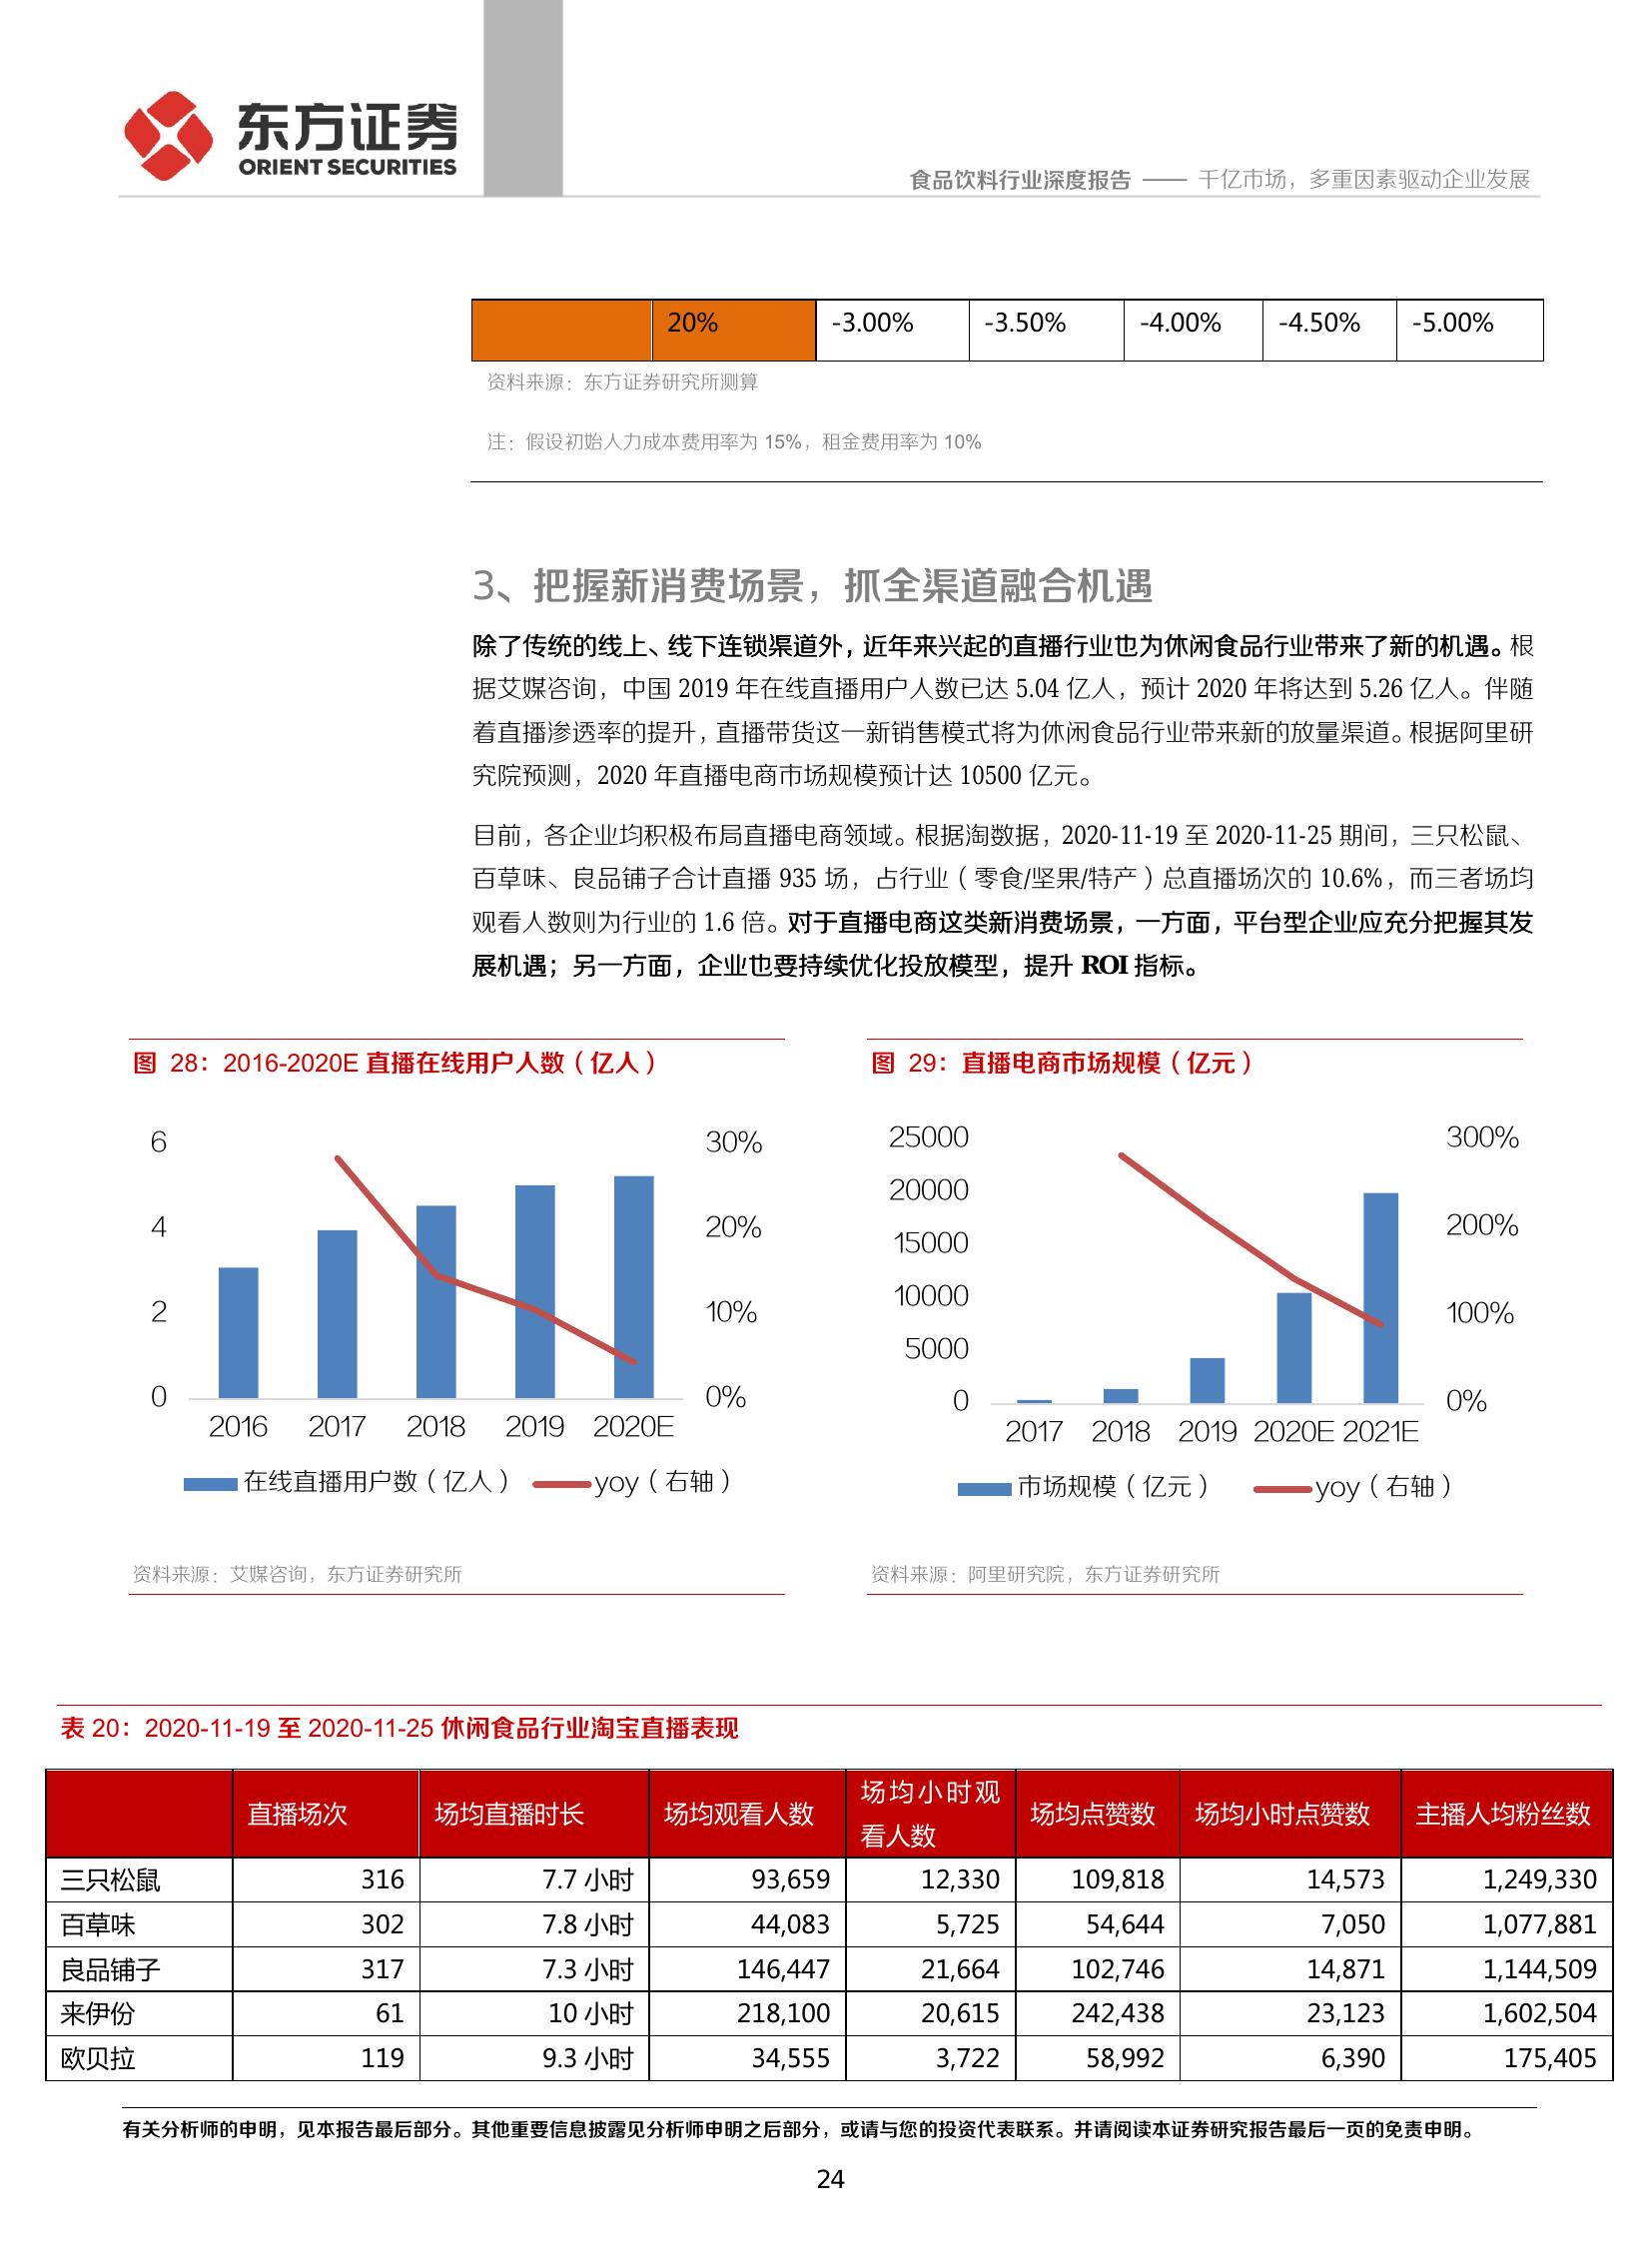 东方证券
ORIENT SECURITIES
食品饮料行业深度报告 —— 千亿市场，多重因素驱动企业发展
20% -3.00% -3.50% -4.00% -4.50% -5.00%
资料来源：东方证券研究所测算
注：假设初始人力成本费用率为 15%，租金费用率为 10%
3、把握新消费场景，抓全渠道融合机遇
除了传统的线上、线下连锁渠道外，近年来兴起的直播行业也为休闲食品行业带来了新的机遇。根
据艾媒咨询，中国 2019 年在线直播用户人数已达 5.04 亿人，预计 2020 年将达到 5.26 亿人。伴随
着直播渗透率的提升，直播带货这一新销售模式将为休闲食品行业带来新的放量渠道。根据阿里研
究院预测，2020 年直播电商市场规模预计达 10500 亿元。
目前，各企业均积极布局直播电商领域。根据淘数据，2020-11-19 至 2020-11-25 期间，三只松鼠、
百草味、良品铺子合计直播 935 场，占行业（零食/坚果/特产）总直播场次的 10.6%，而三者场均
观看人数则为行业的 1.6 倍。对于直播电商这类新消费场景，一方面，平台型企业应充分把握其发
展机遇；另一方面，企业也要持续优化投放模型，提升 ROI 指标。
图 28：2016-2020E 直播在线用户人数（亿人）
6 30%
4 20%
2 10%
0 0%
2016 2017 2018 2019 2020E
在线直播用户数（亿人） yoy（右轴）
资料来源：艾媒咨询，东方证券研究所
图 29：直播电商市场规模（亿元）
25000 300%
20000
15000 200%
10000
5000 100%
0 0%
2017 2018 2019 2020E 2021E
市场规模（亿元） yoy（右轴）
资料来源：阿里研究院，东方证券研究所
表 20：2020-11-19 至 2020-11-25 休闲食品行业淘宝直播表现
直播场次 场均直播时长 场均观看人数 场均小时观看人数 场均点赞数 场均小时点赞数 主播人均粉丝数
三只松鼠 316 7.7 小时 93,659 12,330 109,818 14,573 1,249,330
百草味 302 7.8 小时 44,083 5,725 54,644 7,050 1,077,881
良品铺子 317 7.3 小时 146,447 21,664 102,746 14,871 1,144,509
来伊份 61 10 小时 218,100 20,615 242,438 23,123 1,602,504
欧贝拉 119 9.3 小时 34,555 3,722 58,992 6,390 175,405
有关分析师的申明，见本报告最后部分。其他重要信息披露见分析师申明之后部分，或请与您的投资代表联系。并请阅读本证券研究报告最后一页的免责申明。
24